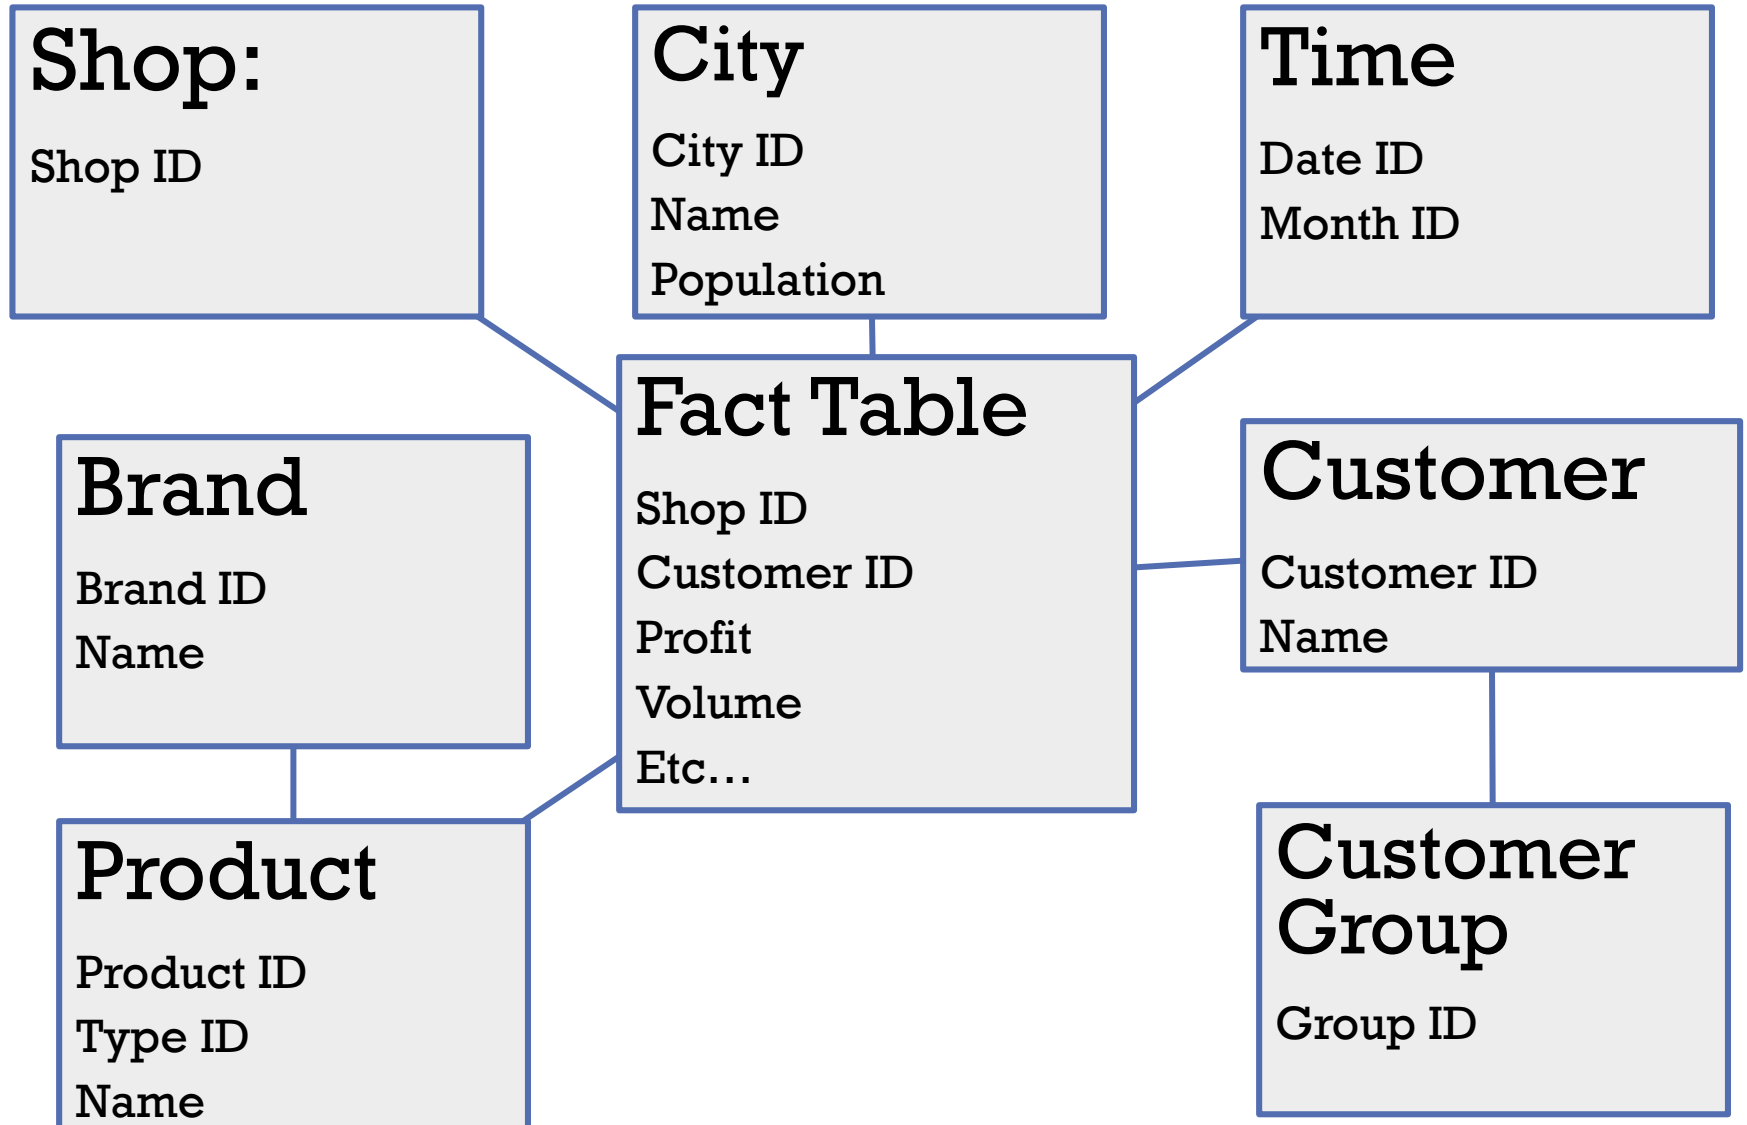 Shop:
Shop ID
City
City ID
Name
Population
Time
Date ID
Month ID
Fact Table
Shop ID
Customer ID
Profit
Volume
Etc…
Brand
Brand ID
Name
Customer
Customer ID
Name
Product
Product ID
Type ID
Name
Customer
Group
Group ID